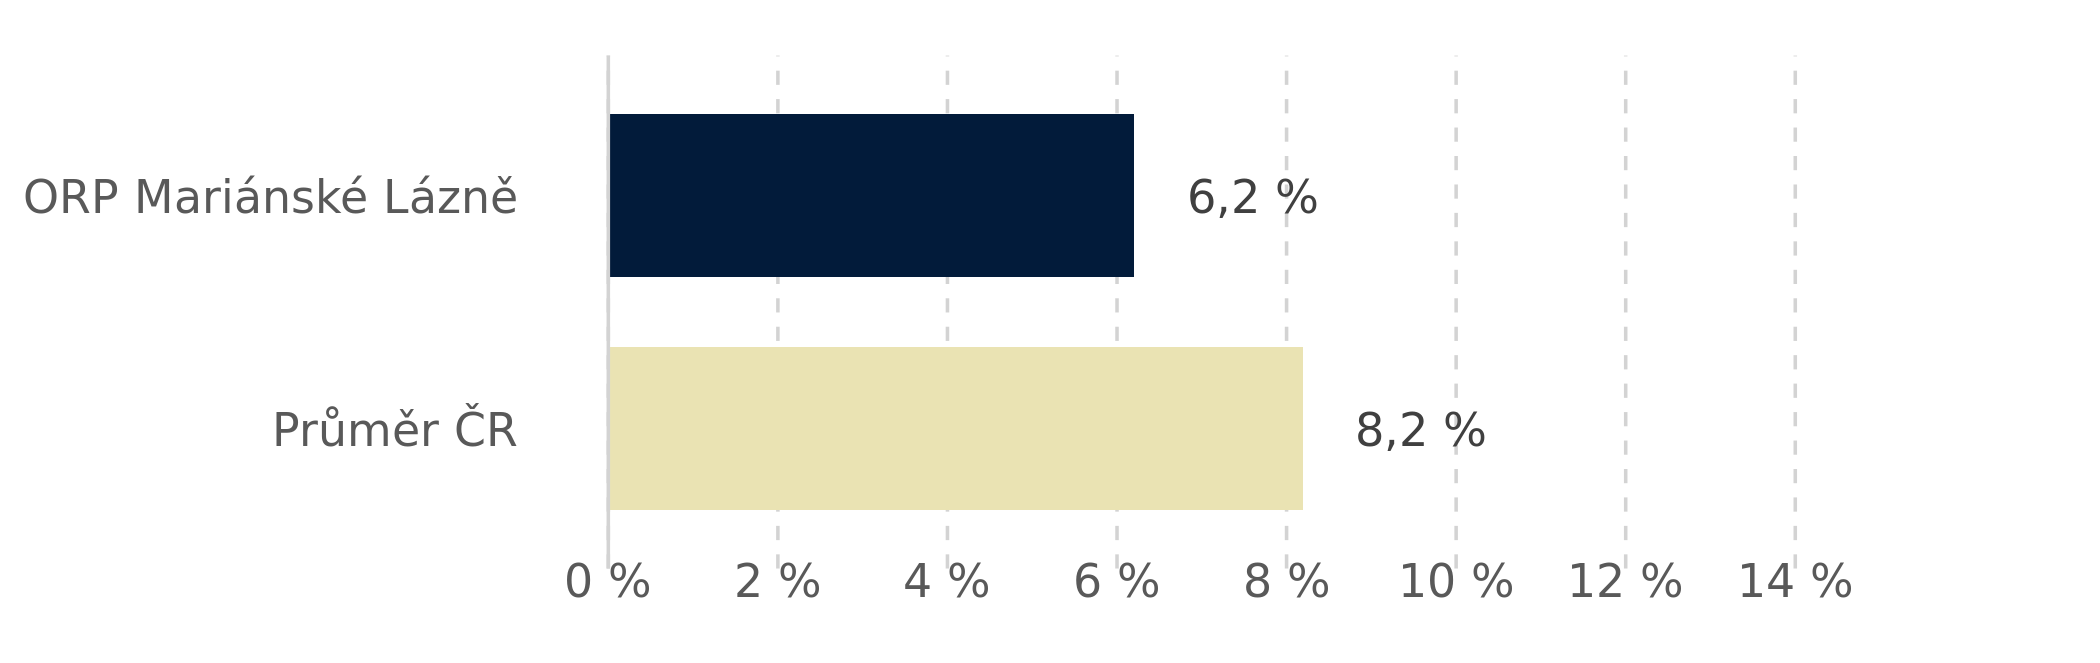 ORP Mariánské Lázně
6,2 %
Průměr ČR
8,2 %
0 % 2 % 4 % 6 % 8 % 10 % 12 % 14 %